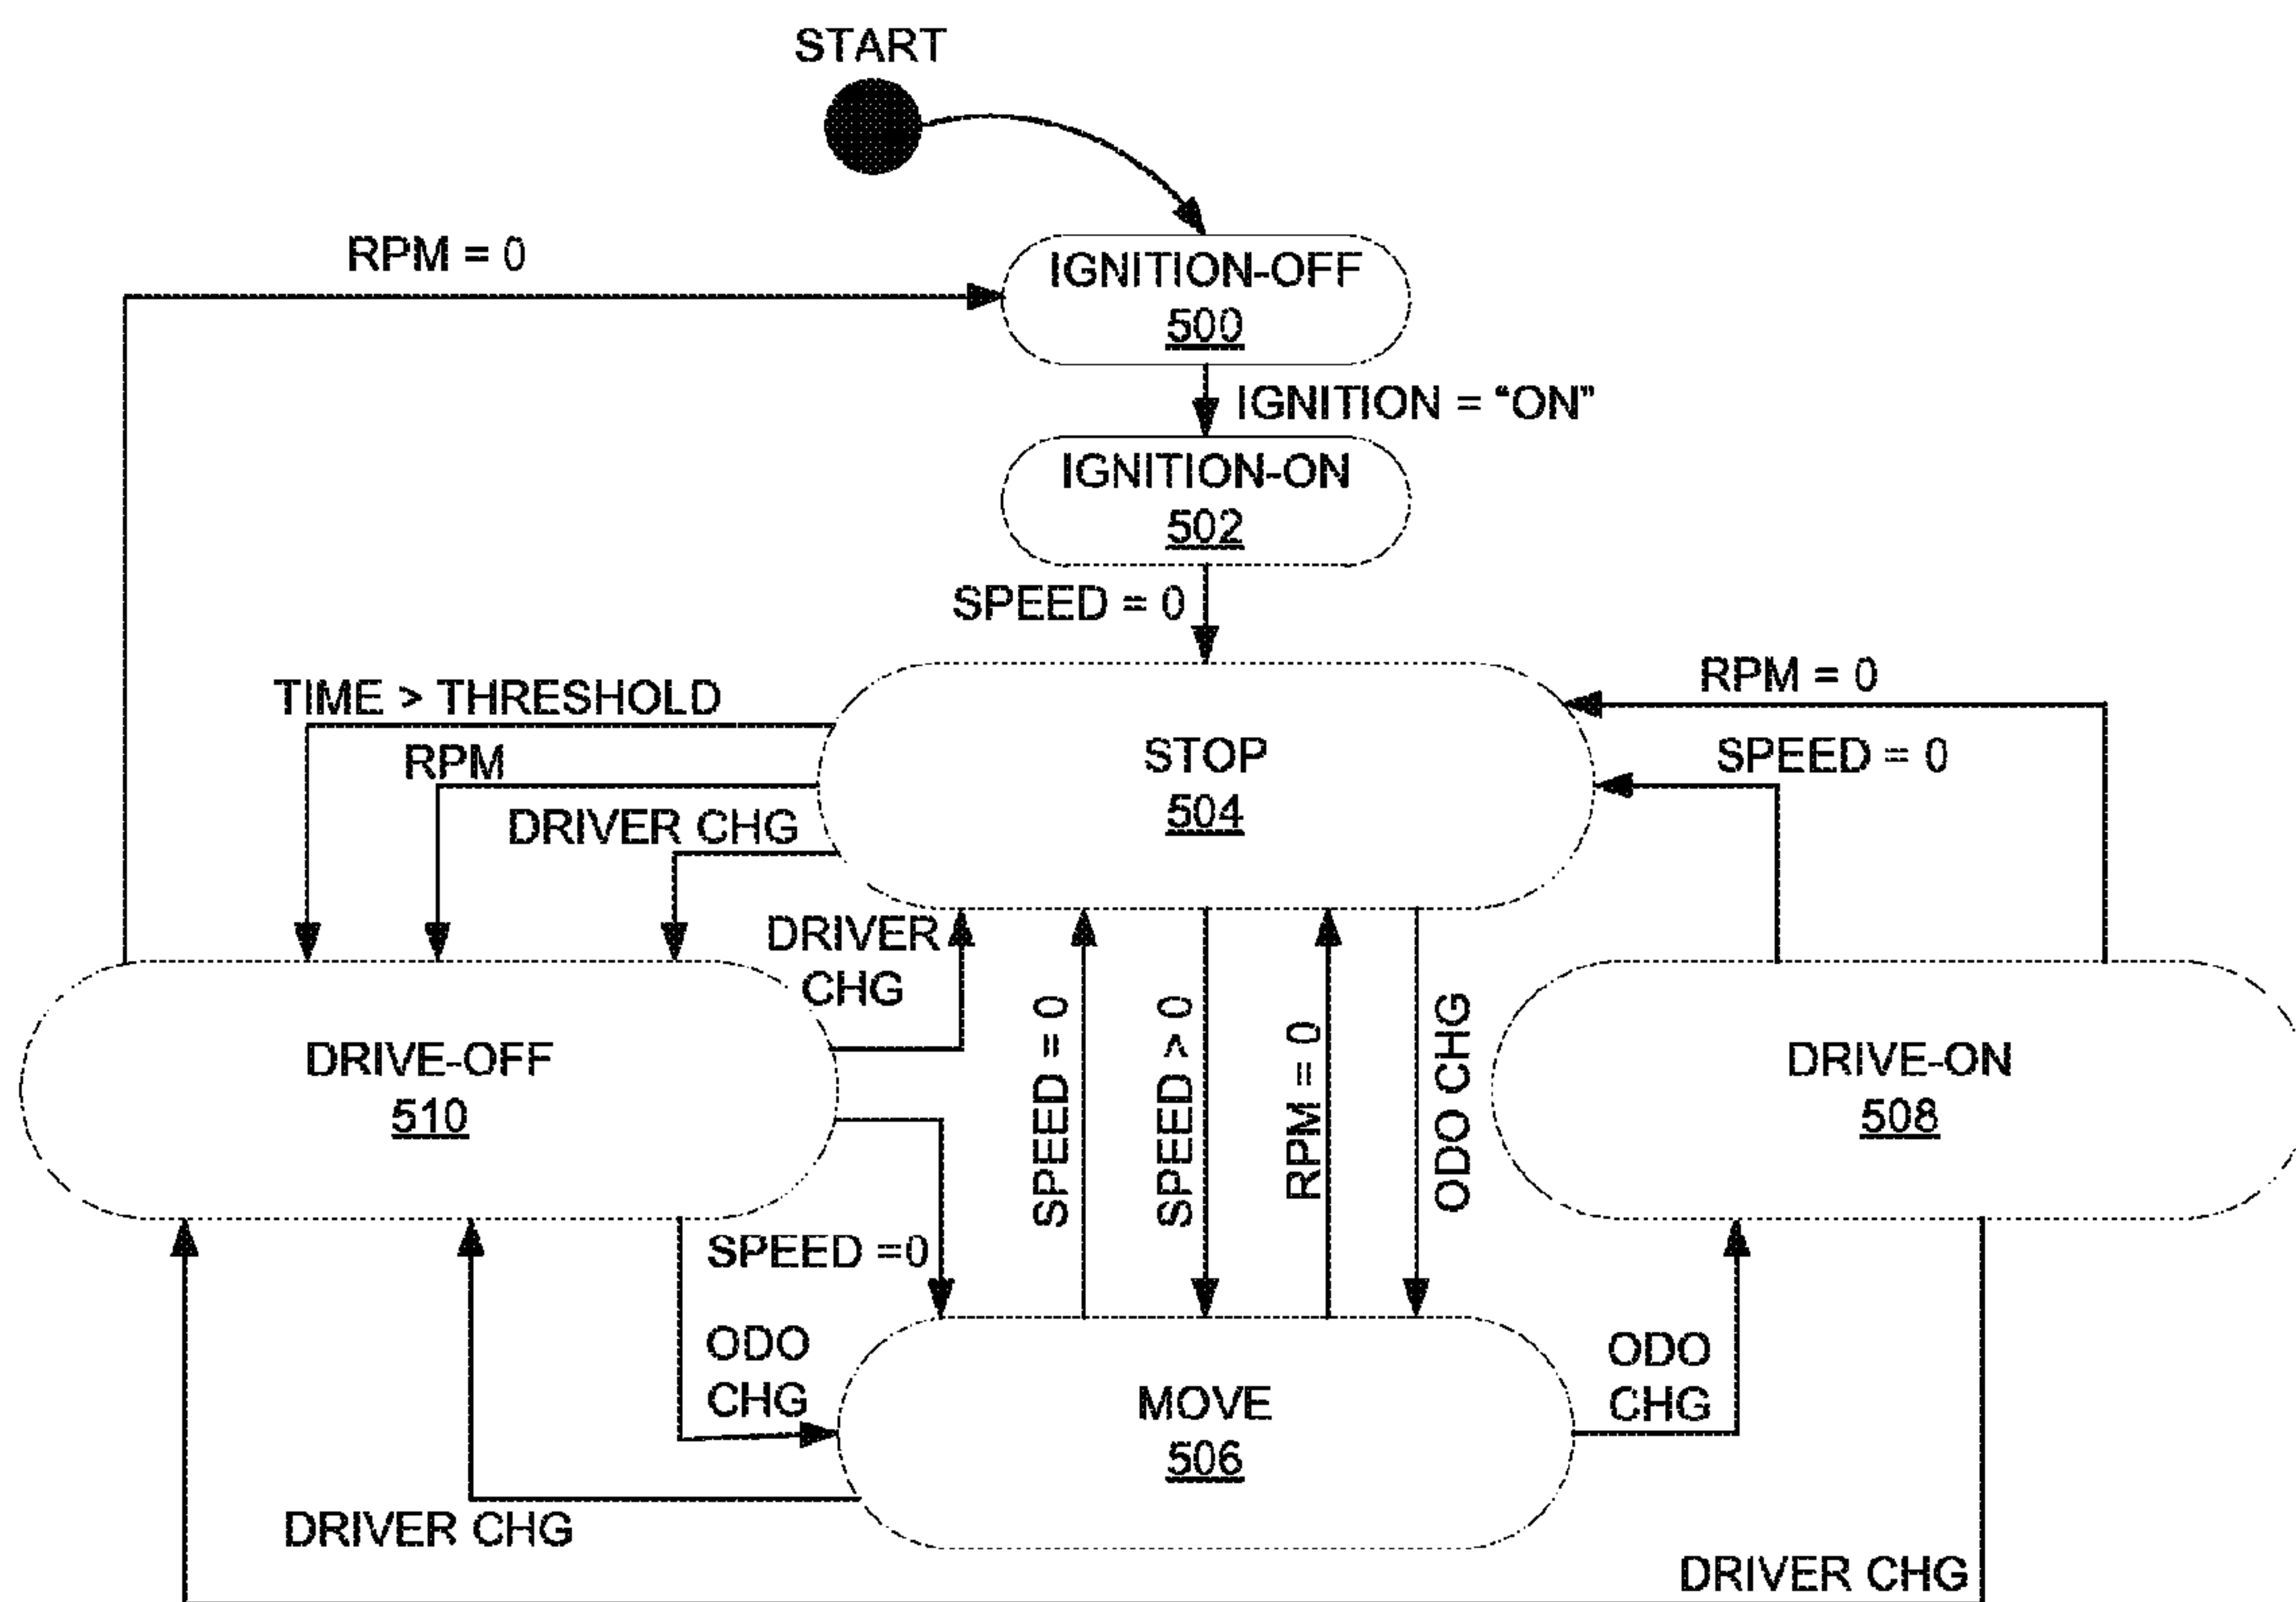 START
RPM = 0
IGNITION-OFF
500
IGNITION = “ON”
IGNITION-ON
502
SPEED = 0
TIME > THRESHOLD
RPM
DRIVER CHG
STOP
504
RPM = 0
SPEED = 0
DRIVER
CHG
SPEED = 0
SPEED > 0
RPM = 0
ODO CHG
DRIVE-OFF
510
DRIVE-ON
508
SPEED =0
ODO
CHG
MOVE
506
ODO
CHG
DRIVER CHG
DRIVER CHG